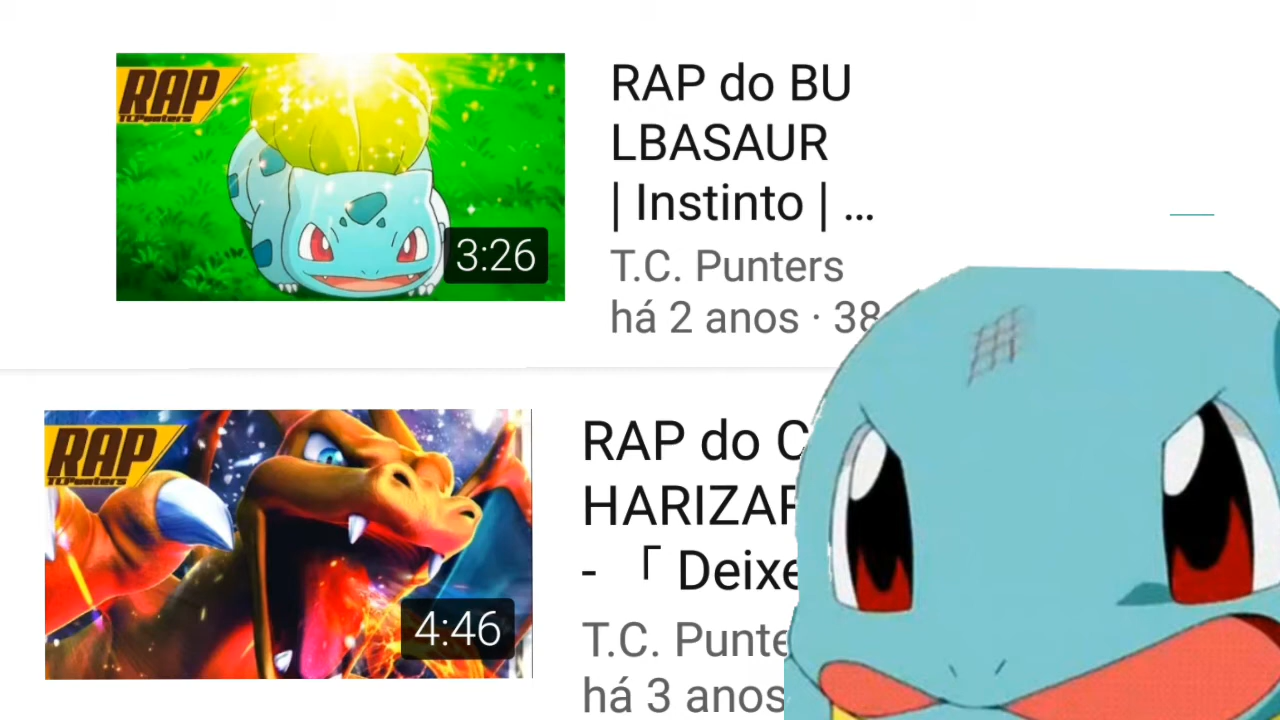 RAP
TCPunters
3:26
RAP do BU
LBASAUR
| Instinto | ...
T.C. Punters
há 2 anos · 38
RAP
TCPunters
4:46
RAP do C
HARIZAR
- 「 Deixe
T.C. Punte
há 3 anos